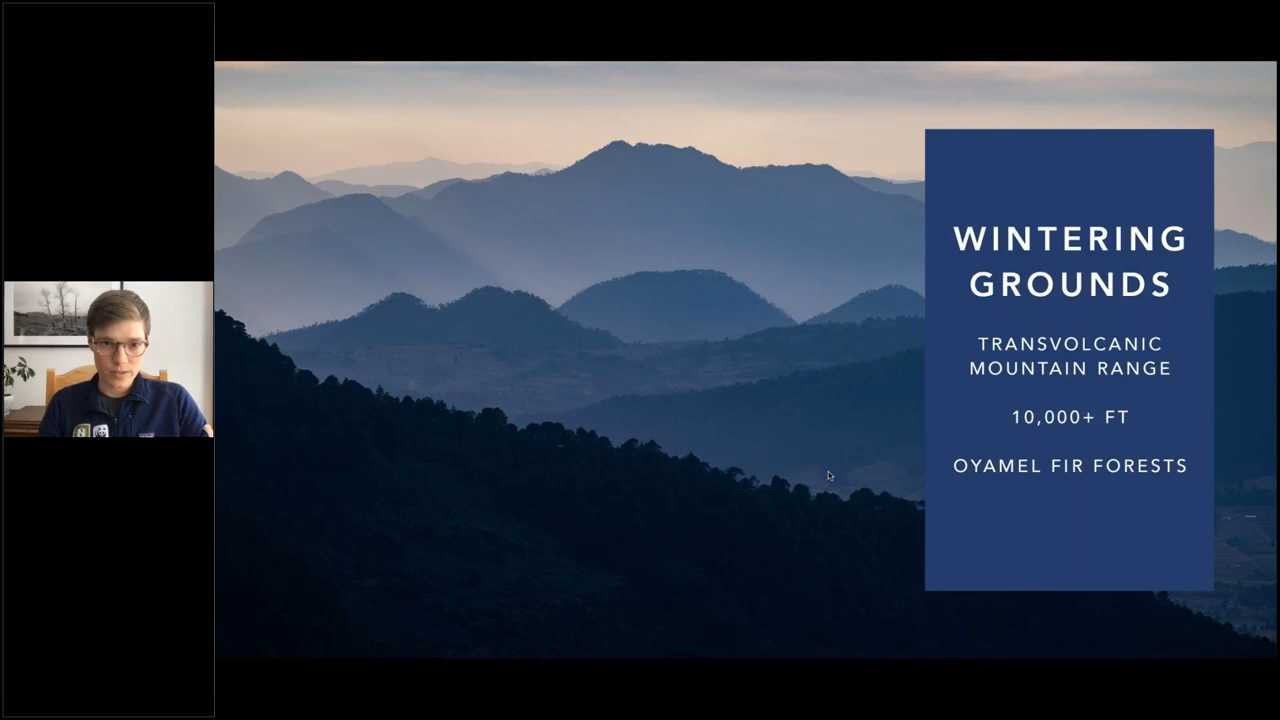 WINTERING
GROUNDS
TRANSVOLCANIC
MOUNTAIN RANGE
10,000+ FT
OYAMEL FIR FORESTS